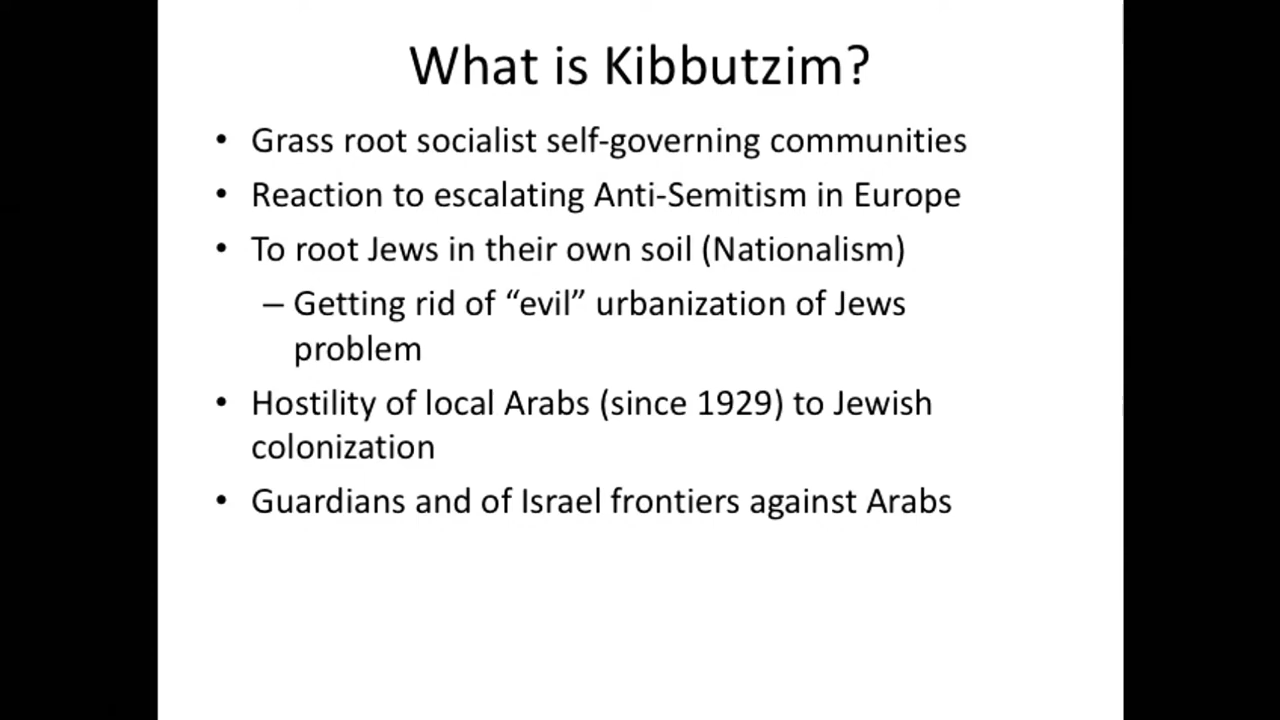 What is Kibbutzim?
• Grass root socialist self-governing communities
• Reaction to escalating Anti-Semitism in Europe
• To root Jews in their own soil (Nationalism)
– Getting rid of “evil” urbanization of Jews
problem
• Hostility of local Arabs (since 1929) to Jewish
colonization
• Guardians and of Israel frontiers against Arabs